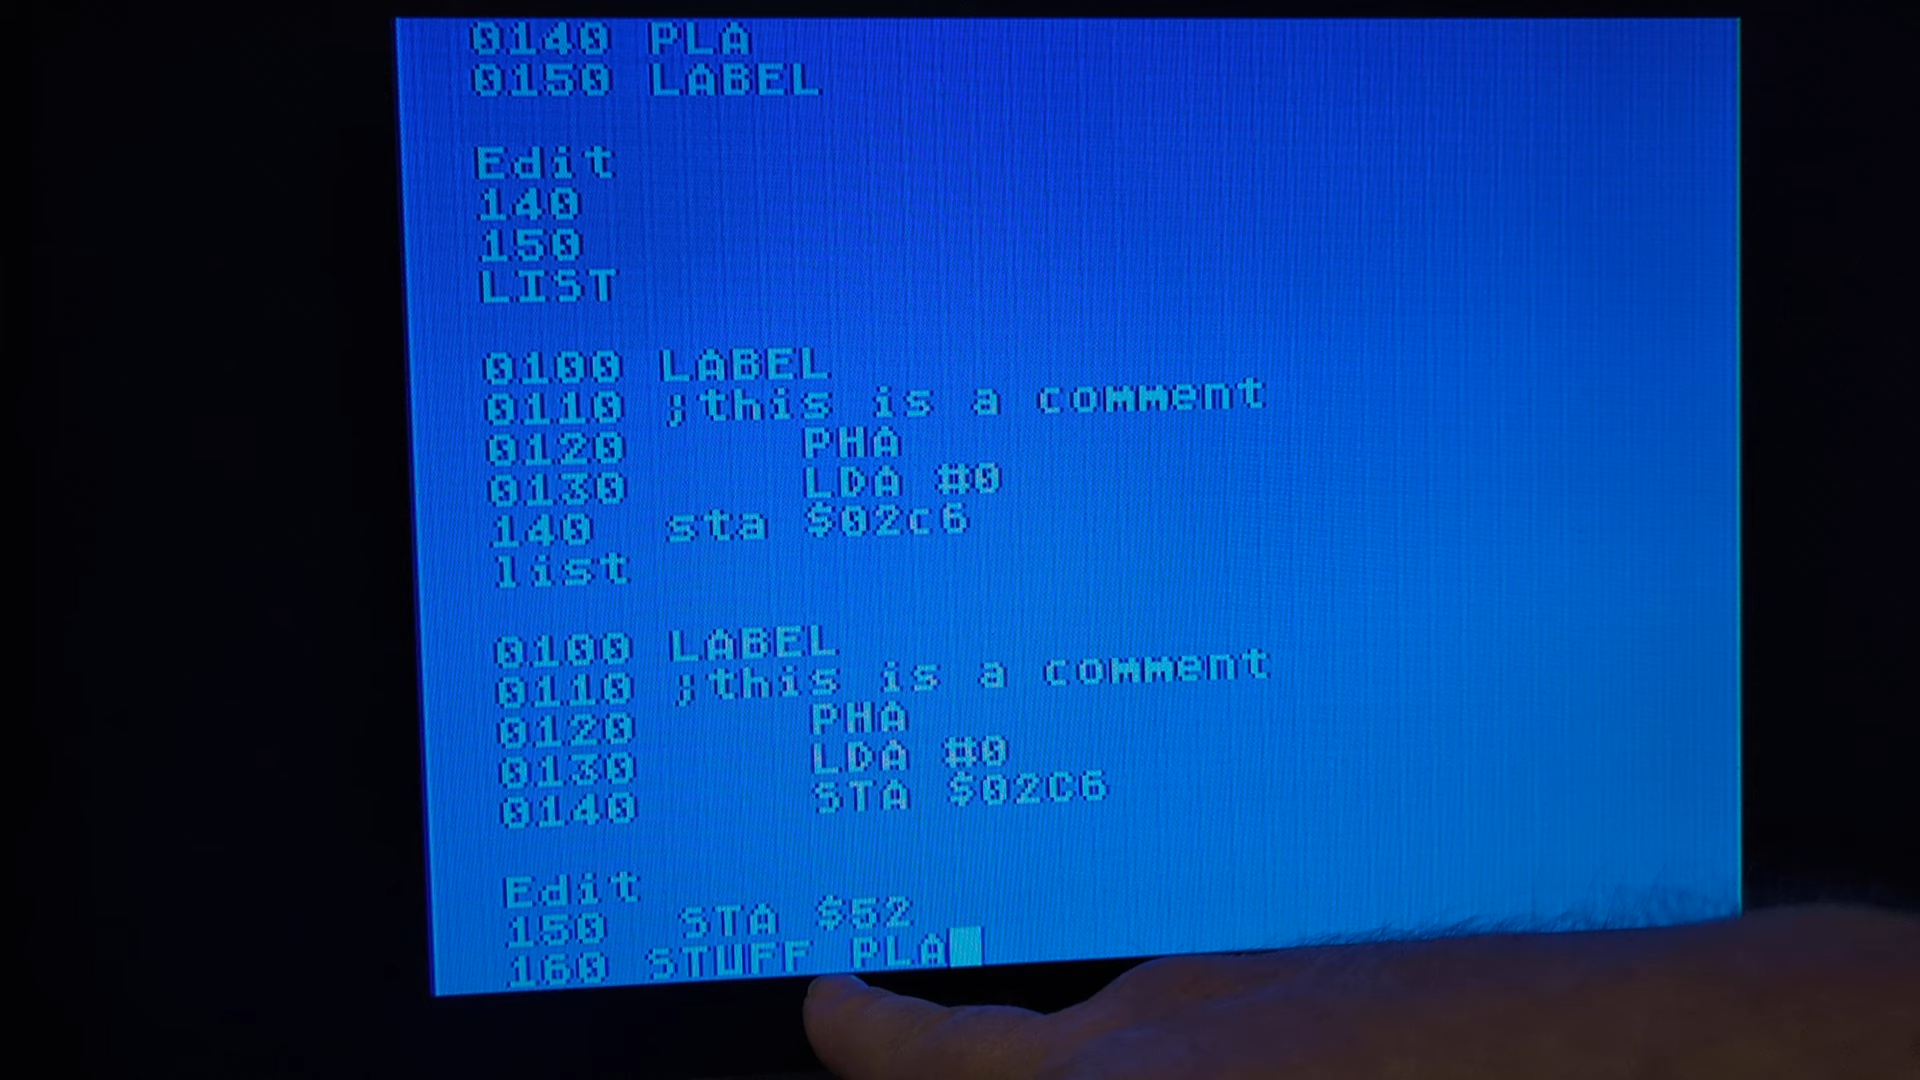 0140 PLA
0150 LABEL
Edit
140
150
LIST
0100 LABEL
0110 ;this is a comment
0120 PHA
0130 LDA #0
140 sta $02c6
list
0100 LABEL
0110 ;this is a comment
0120 PHA
0130 LDA #0
0140 STA $02C6
Edit
150 STA $52
160 STUFF PLA